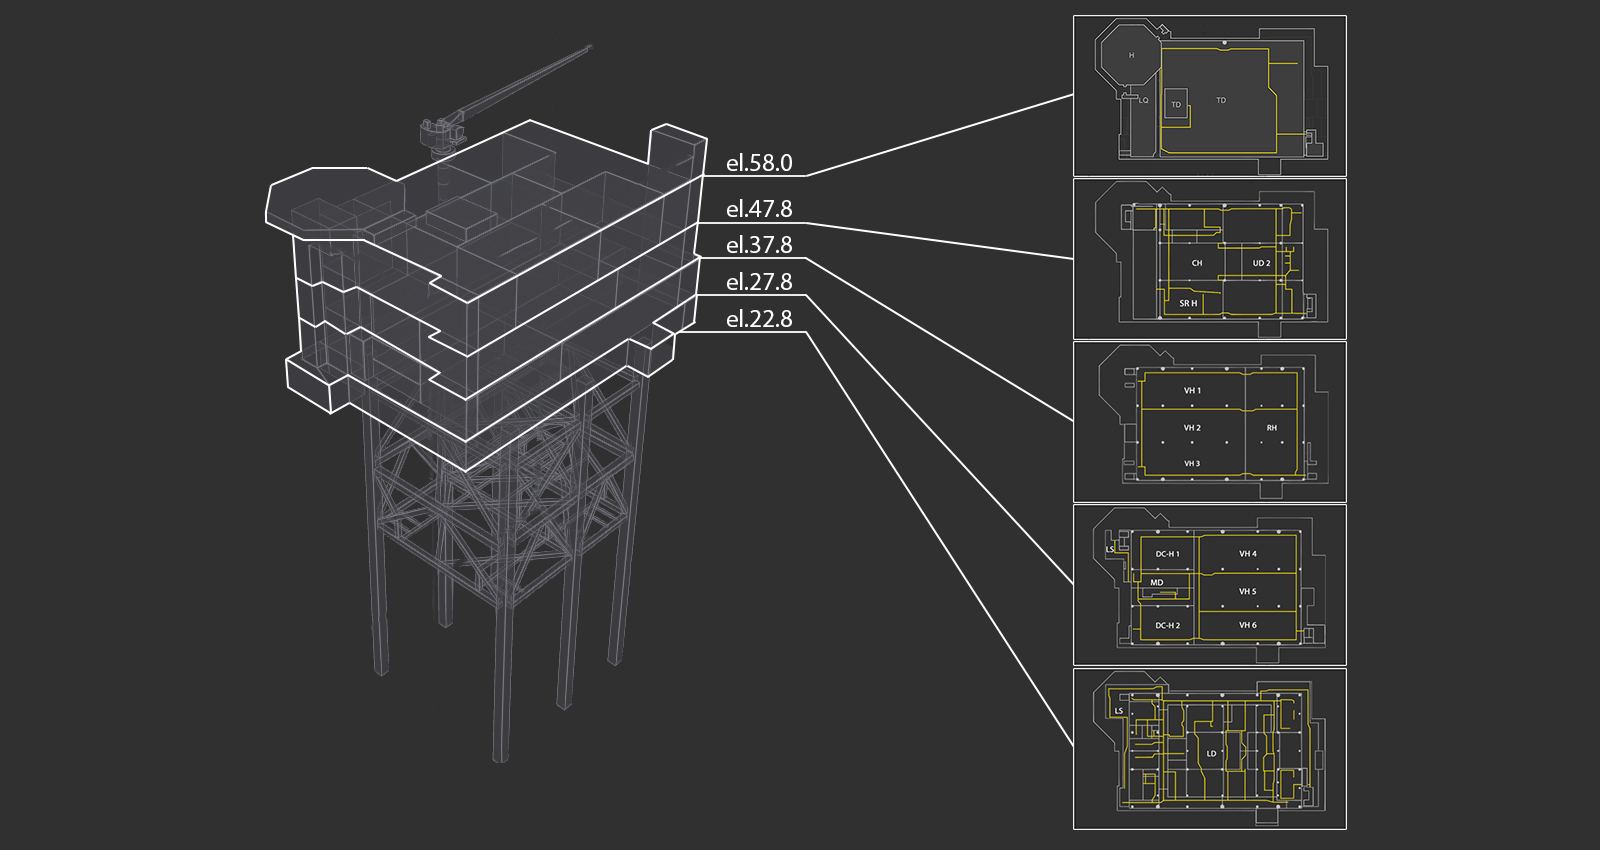 el.58.0
el.47.8
el.37.8
el.27.8
el.22.8
H
LQ
TD
TD
CH
UD 2
SR H
VH 1
VH 2
RH
VH 3
LS
DC-H 1
VH 4
MD
VH 5
DC-H 2
VH 6
LS
LD